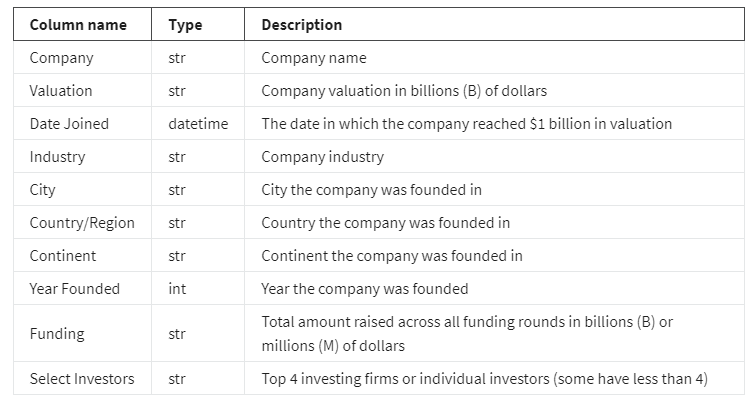 Column name Type Description
Company str Company name
Valuation str Company valuation in billions (B) of dollars
Date Joined datetime The date in which the company reached $1 billion in valuation
Industry str Company industry
City str City the company was founded in
Country/Region str Country the company was founded in
Continent str Continent the company was founded in
Year Founded int Year the company was founded
Funding str Total amount raised across all funding rounds in billions (B) or
millions (M) of dollars
Select Investors str Top 4 investing firms or individual investors (some have less than 4)